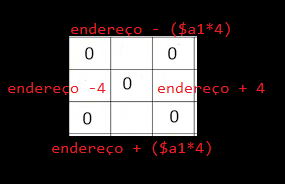 endereço - ($a1*4)
0 0
endereço -4 0 endereço + 4
0 0
endereço + ($a1*4)